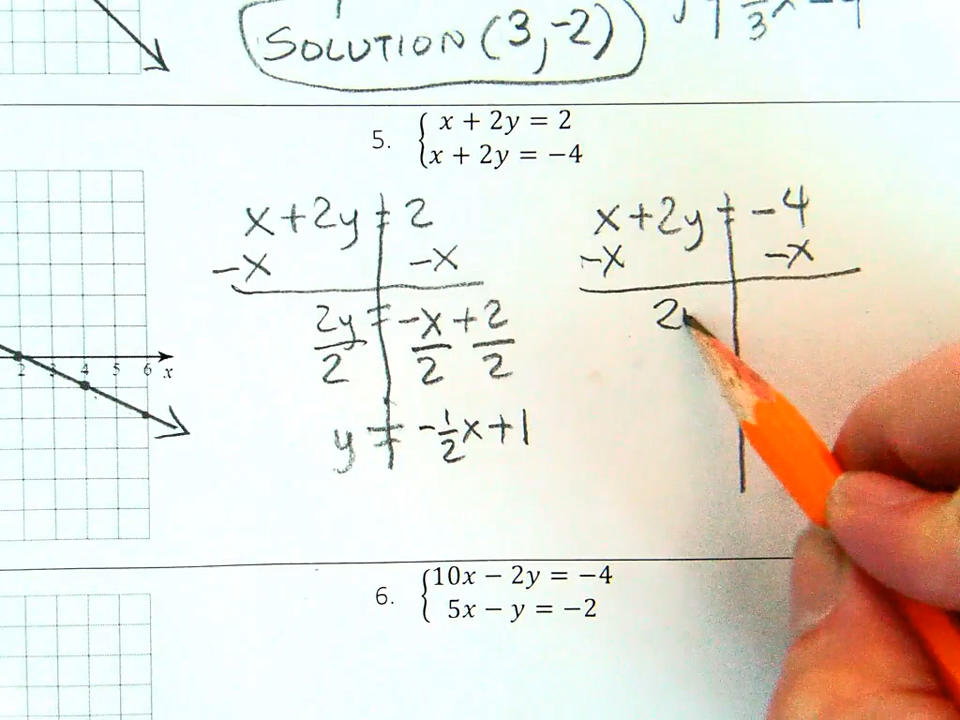 SOLUTION (3,-2)
5. { x + 2y = 2
x + 2y = -4
x+2y = 2
-x -x
2y/2 = -x/2 + 2/2
y = -1/2x+1
x+2y = -4
-x -x
2
2 3 4 5 6 x
6. { 10x - 2y = -4
5x - y = -2